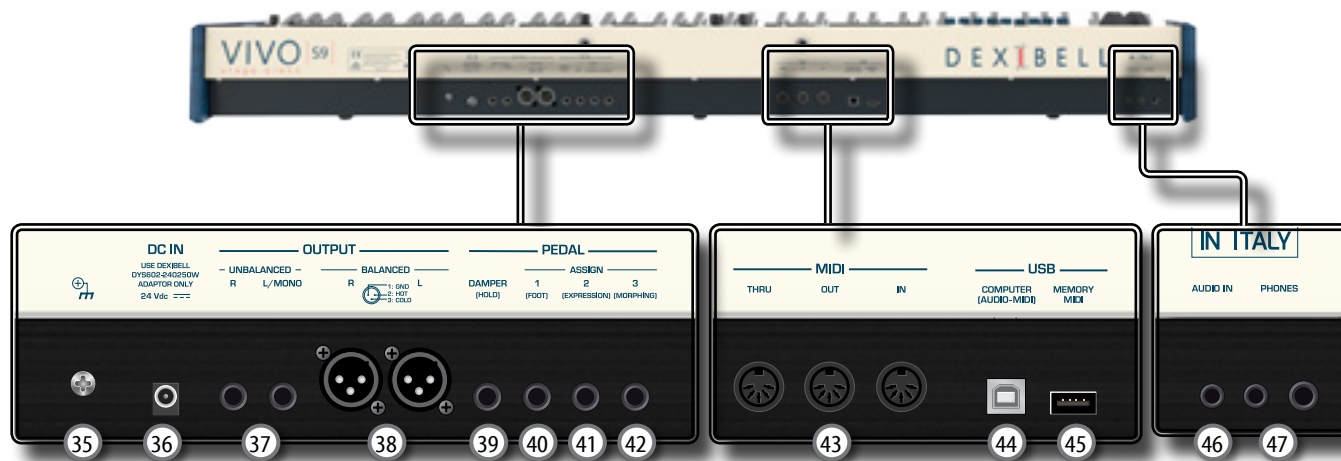 VIVO S9
DEXIBELL
DC IN
USE DEXIBELL
DYS602-240250W
ADAPTOR ONLY
24 Vdc
OUTPUT
UNBALANCED
R L/MONO
BALANCED
R L
1: GND
2: HOT
3: COLD
PEDAL
DAMPER
(HOLD)
ASSIGN
1 2 3
(FOOT) (EXPRESSION) (MORPHING)
MIDI
THRU OUT IN
USB
COMPUTER
(AUDIO-MIDI)
MEMORY
MIDI
IN ITALY
AUDIO IN PHONES
35 36 37 38 39 40 41 42 43 44 45 46 47